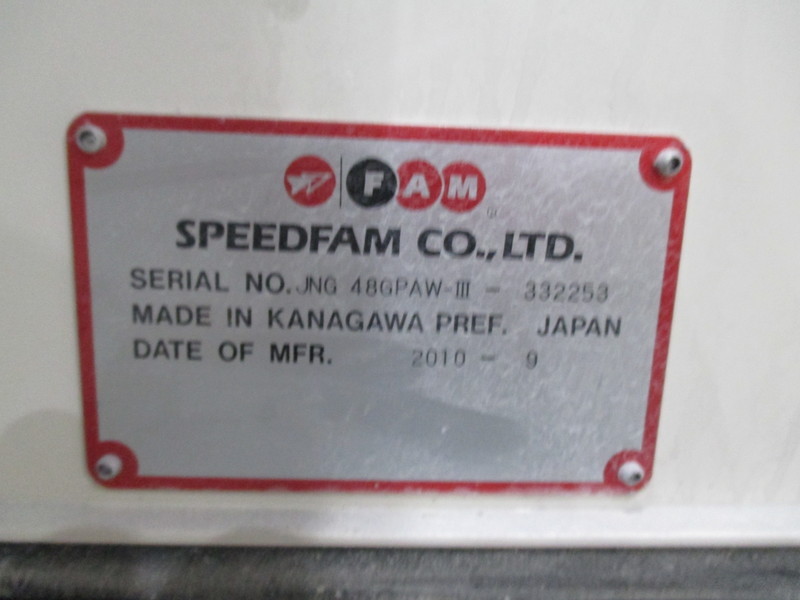 FAM
SPEEDFAM CO.,LTD.
SERIAL NO. JNG 48GPAW-III - 332253
MADE IN KANAGAWA PREF. JAPAN
DATE OF MFR. 2010 - 9